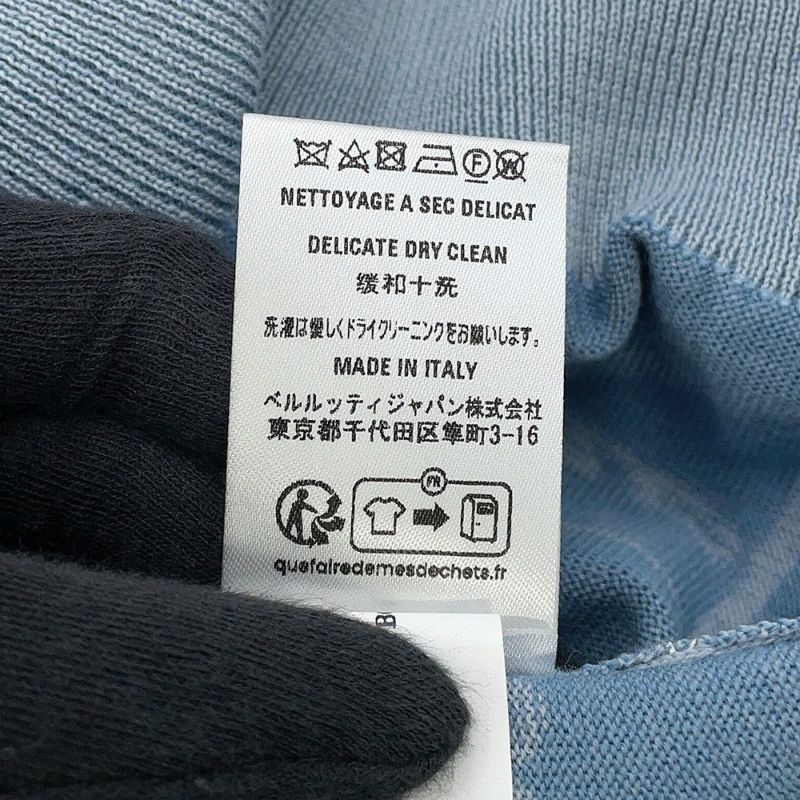 F W
NETTOYAGE A SEC DELICAT
DELICATE DRY CLEAN
缓和十洗
洗濯は優しくドライクリーニングをお願いします。
MADE IN ITALY
ベルルッティジャパン株式会社
東京都千代田区隼町3-16
FR
quefairedemesdechets.fr
B